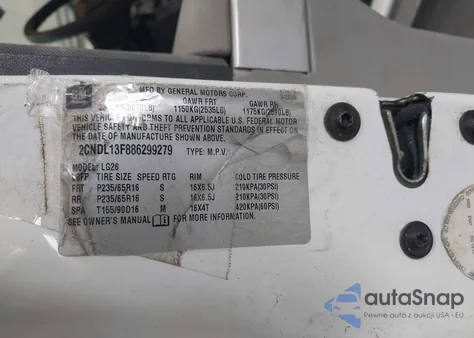 MFD BY GENERAL MOTORS CORP.
GAWR FRT GAWR RR
1150KG(2535LB) 1175KG(2590LB)
THIS VEHICLE CONFORMS TO ALL APPLICABLE U.S. FEDERAL MOTOR
VEHICLE SAFETY AND THEFT PREVENTION STANDARDS IN EFFECT ON
THE DATE OF MANUFACTURE SHOWN ABOVE.
2CNDL13F886299279 TYPE: M.P.V.
MODEL: LG26
TIRE SIZE SPEED RTG RIM COLD TIRE PRESSURE
FRT P235/65R16 S 16X6.5J 210KPA(30PSI)
RR P235/65R16 S 16X6.5J 210KPA(30PSI)
SPA T155/90D16 M 16X4T 420KPA(60PSI)
SEE OWNER'S MANUAL FOR MORE INFORMATION.
autoSnap
Pewne auta z aukcji USA - EU